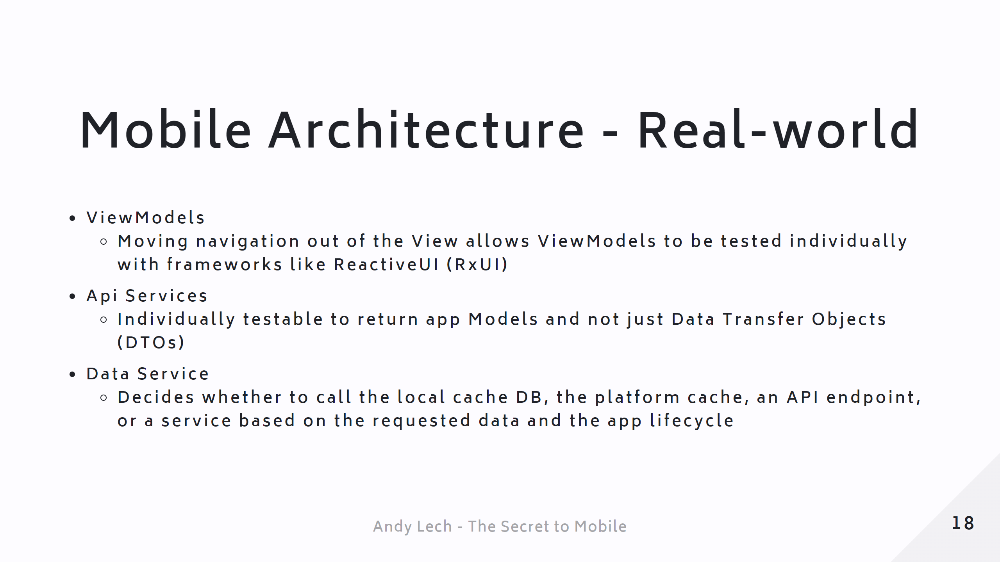 Mobile Architecture - Real-world
ViewModels
Moving navigation out of the View allows ViewModels to be tested individually
with frameworks like ReactiveUI (RxUI)
Api Services
Individually testable to return app Models and not just Data Transfer Objects
(DTOs)
Data Service
Decides whether to call the local cache DB, the platform cache, an API endpoint,
or a service based on the requested data and the app lifecycle
Andy Lech - The Secret to Mobile
18